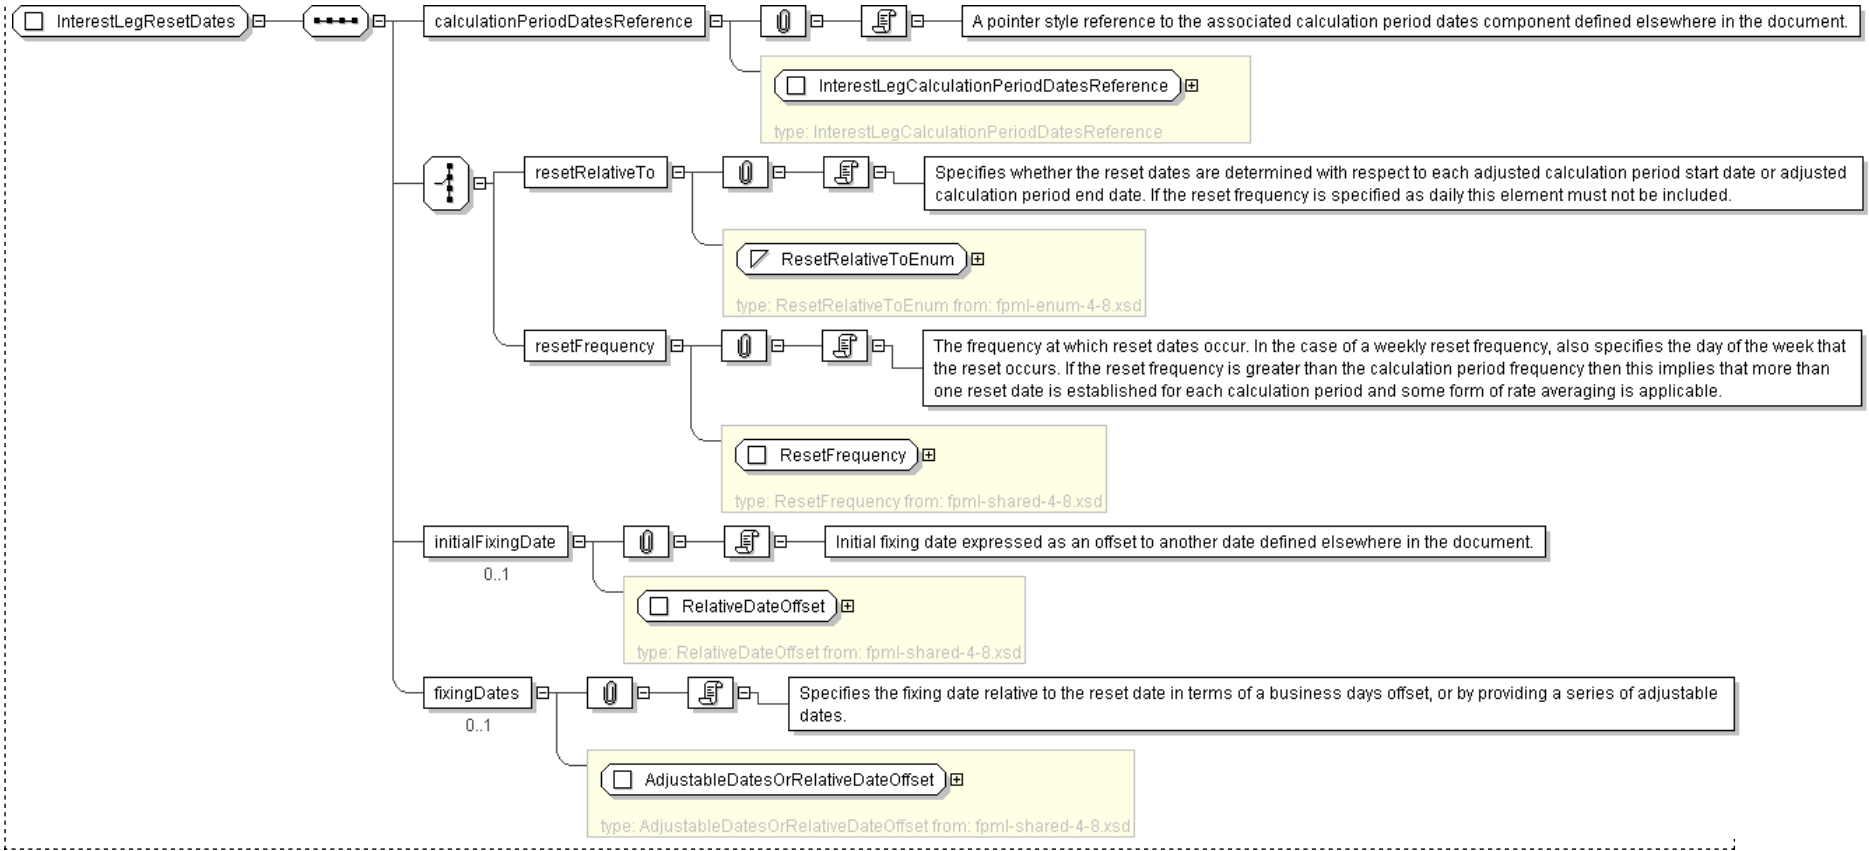 InterestLegResetDates
calculationPeriodDatesReference
A pointer style reference to the associated calculation period dates component defined elsewhere in the document.
InterestLegCalculationPeriodDatesReference
type: InterestLegCalculationPeriodDatesReference
resetRelativeTo
Specifies whether the reset dates are determined with respect to each adjusted calculation period start date or adjusted
calculation period end date. If the reset frequency is specified as daily this element must not be included.
ResetRelativeToEnum
type: ResetRelativeToEnum from: fpml-enum-4-8.xsd
resetFrequency
The frequency at which reset dates occur. In the case of a weekly reset frequency, also specifies the day of the week that
the reset occurs. If the reset frequency is greater than the calculation period frequency then this implies that more than
one reset date is established for each calculation period and some form of rate averaging is applicable.
ResetFrequency
type: ResetFrequency from: fpml-shared-4-8.xsd
initialFixingDate
Initial fixing date expressed as an offset to another date defined elsewhere in the document.
0..1
RelativeDateOffset
type: RelativeDateOffset from: fpml-shared-4-8.xsd
fixingDates
Specifies the fixing date relative to the reset date in terms of a business days offset, or by providing a series of adjustable
dates.
0..1
AdjustableDatesOrRelativeDateOffset
type: AdjustableDatesOrRelativeDateOffset from: fpml-shared-4-8.xsd